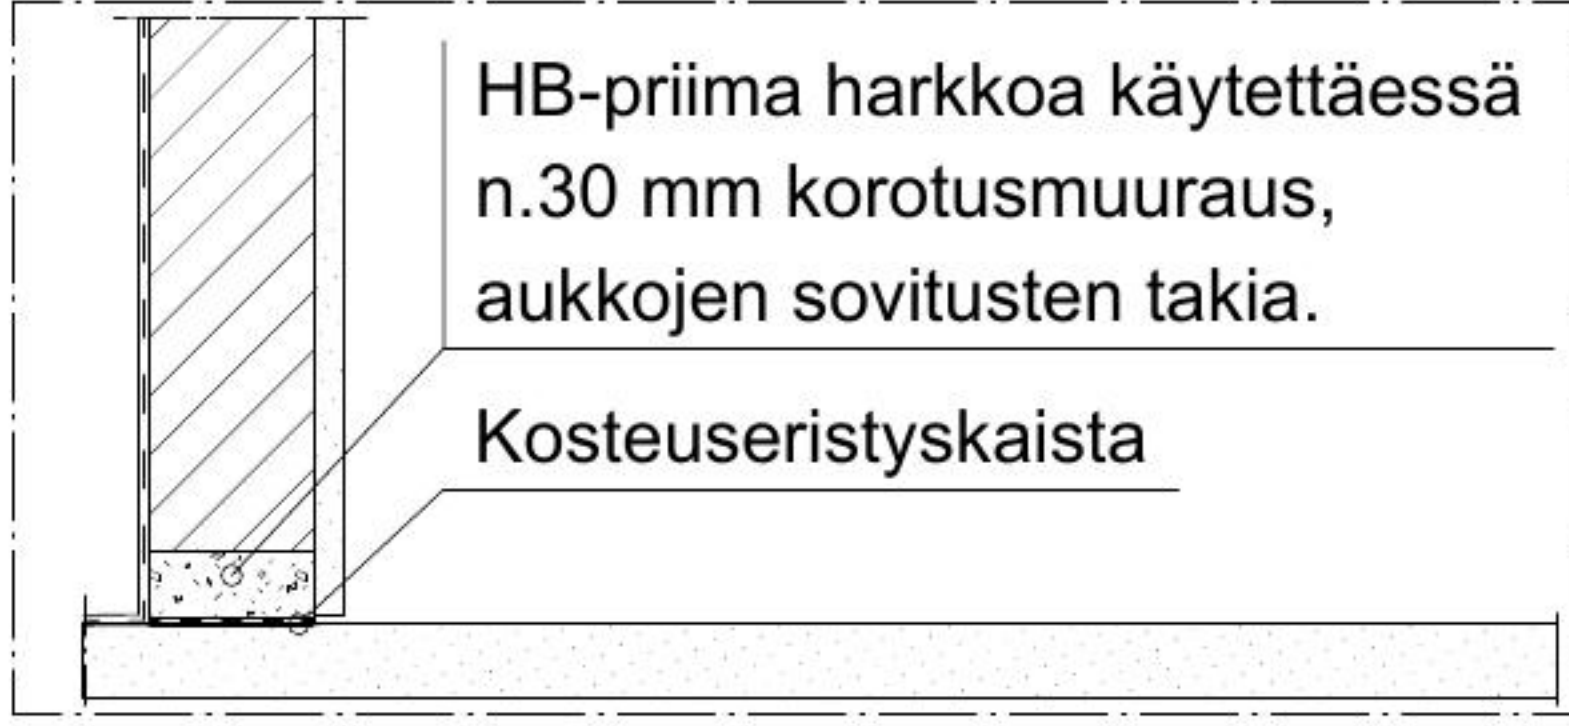 HB-priima harkkoa käytettäessä
n.30 mm korotusmuuraus,
aukkojen sovitusten takia.
Kosteuseristyskaista